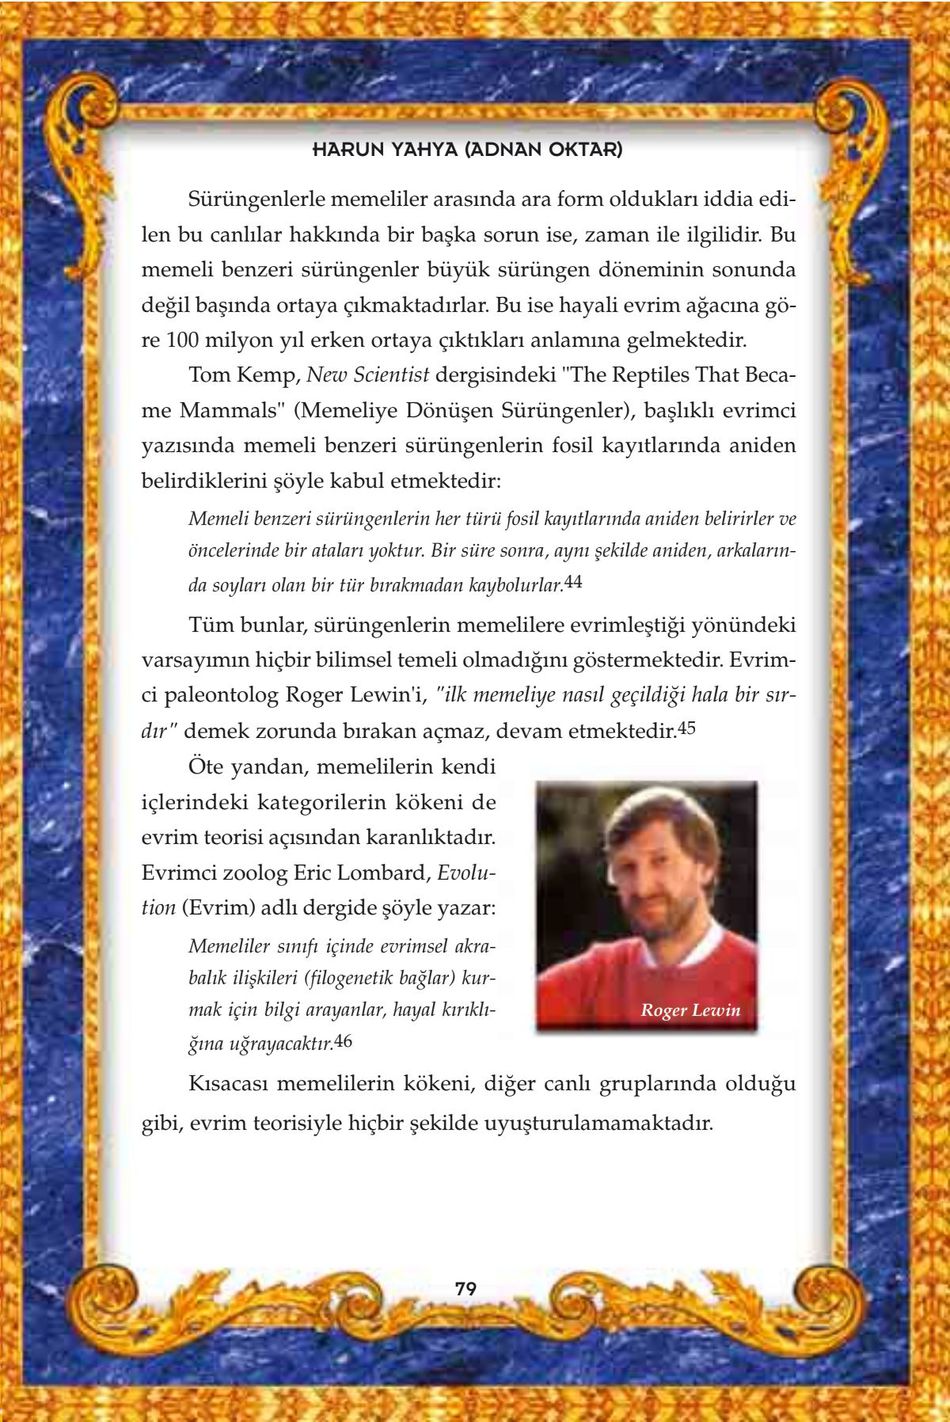 HARUN YAHYA (ADNAN OKTAR)
Sürüngenlerle memeliler arasında ara form oldukları iddia edi-
len bu canlılar hakkında bir başka sorun ise, zaman ile ilgilidir. Bu
memeli benzeri sürüngenler büyük sürüngen döneminin sonunda
değil başında ortaya çıkmaktadırlar. Bu ise hayali evrim ağacına gö-
re 100 milyon yıl erken ortaya çıktıkları anlamına gelmektedir.
Tom Kemp, New Scientist dergisindeki "The Reptiles That Beca-
me Mammals" (Memeliye Dönüşen Sürüngenler), başlıklı evrimci
yazısında memeli benzeri sürüngenlerin fosil kayıtlarında aniden
belirdiklerini şöyle kabul etmektedir:
Memeli benzeri sürüngenlerin her türü fosil kayıtlarında aniden belirirler ve
öncelerinde bir ataları yoktur. Bir süre sonra, aynı şekilde aniden, arkaların-
da soyları olan bir tür bırakmadan kaybolurlar.44
Tüm bunlar, sürüngenlerin memelilere evrimleştiği yönündeki
varsayımın hiçbir bilimsel temeli olmadığını göstermektedir. Evrim-
ci paleontolog Roger Lewin'i, "ilk memeliye nasıl geçildiği hala bir sır-
dır" demek zorunda bırakan açmaz, devam etmektedir.45
Öte yandan, memelilerin kendi
içlerindeki kategorilerin kökeni de
evrim teorisi açısından karanlıktadır.
Evrimci zoolog Eric Lombard, Evolu-
tion (Evrim) adlı dergide şöyle yazar:
Memeliler sınıfı içinde evrimsel akra-
balık ilişkileri (filogenetik bağlar) kur-
mak için bilgi arayanlar, hayal kırıklı-
ğına uğrayacaktır.46
Roger Lewin
Kısacası memelilerin kökeni, diğer canlı gruplarında olduğu
gibi, evrim teorisiyle hiçbir şekilde uyuşturulamamaktadır.
79